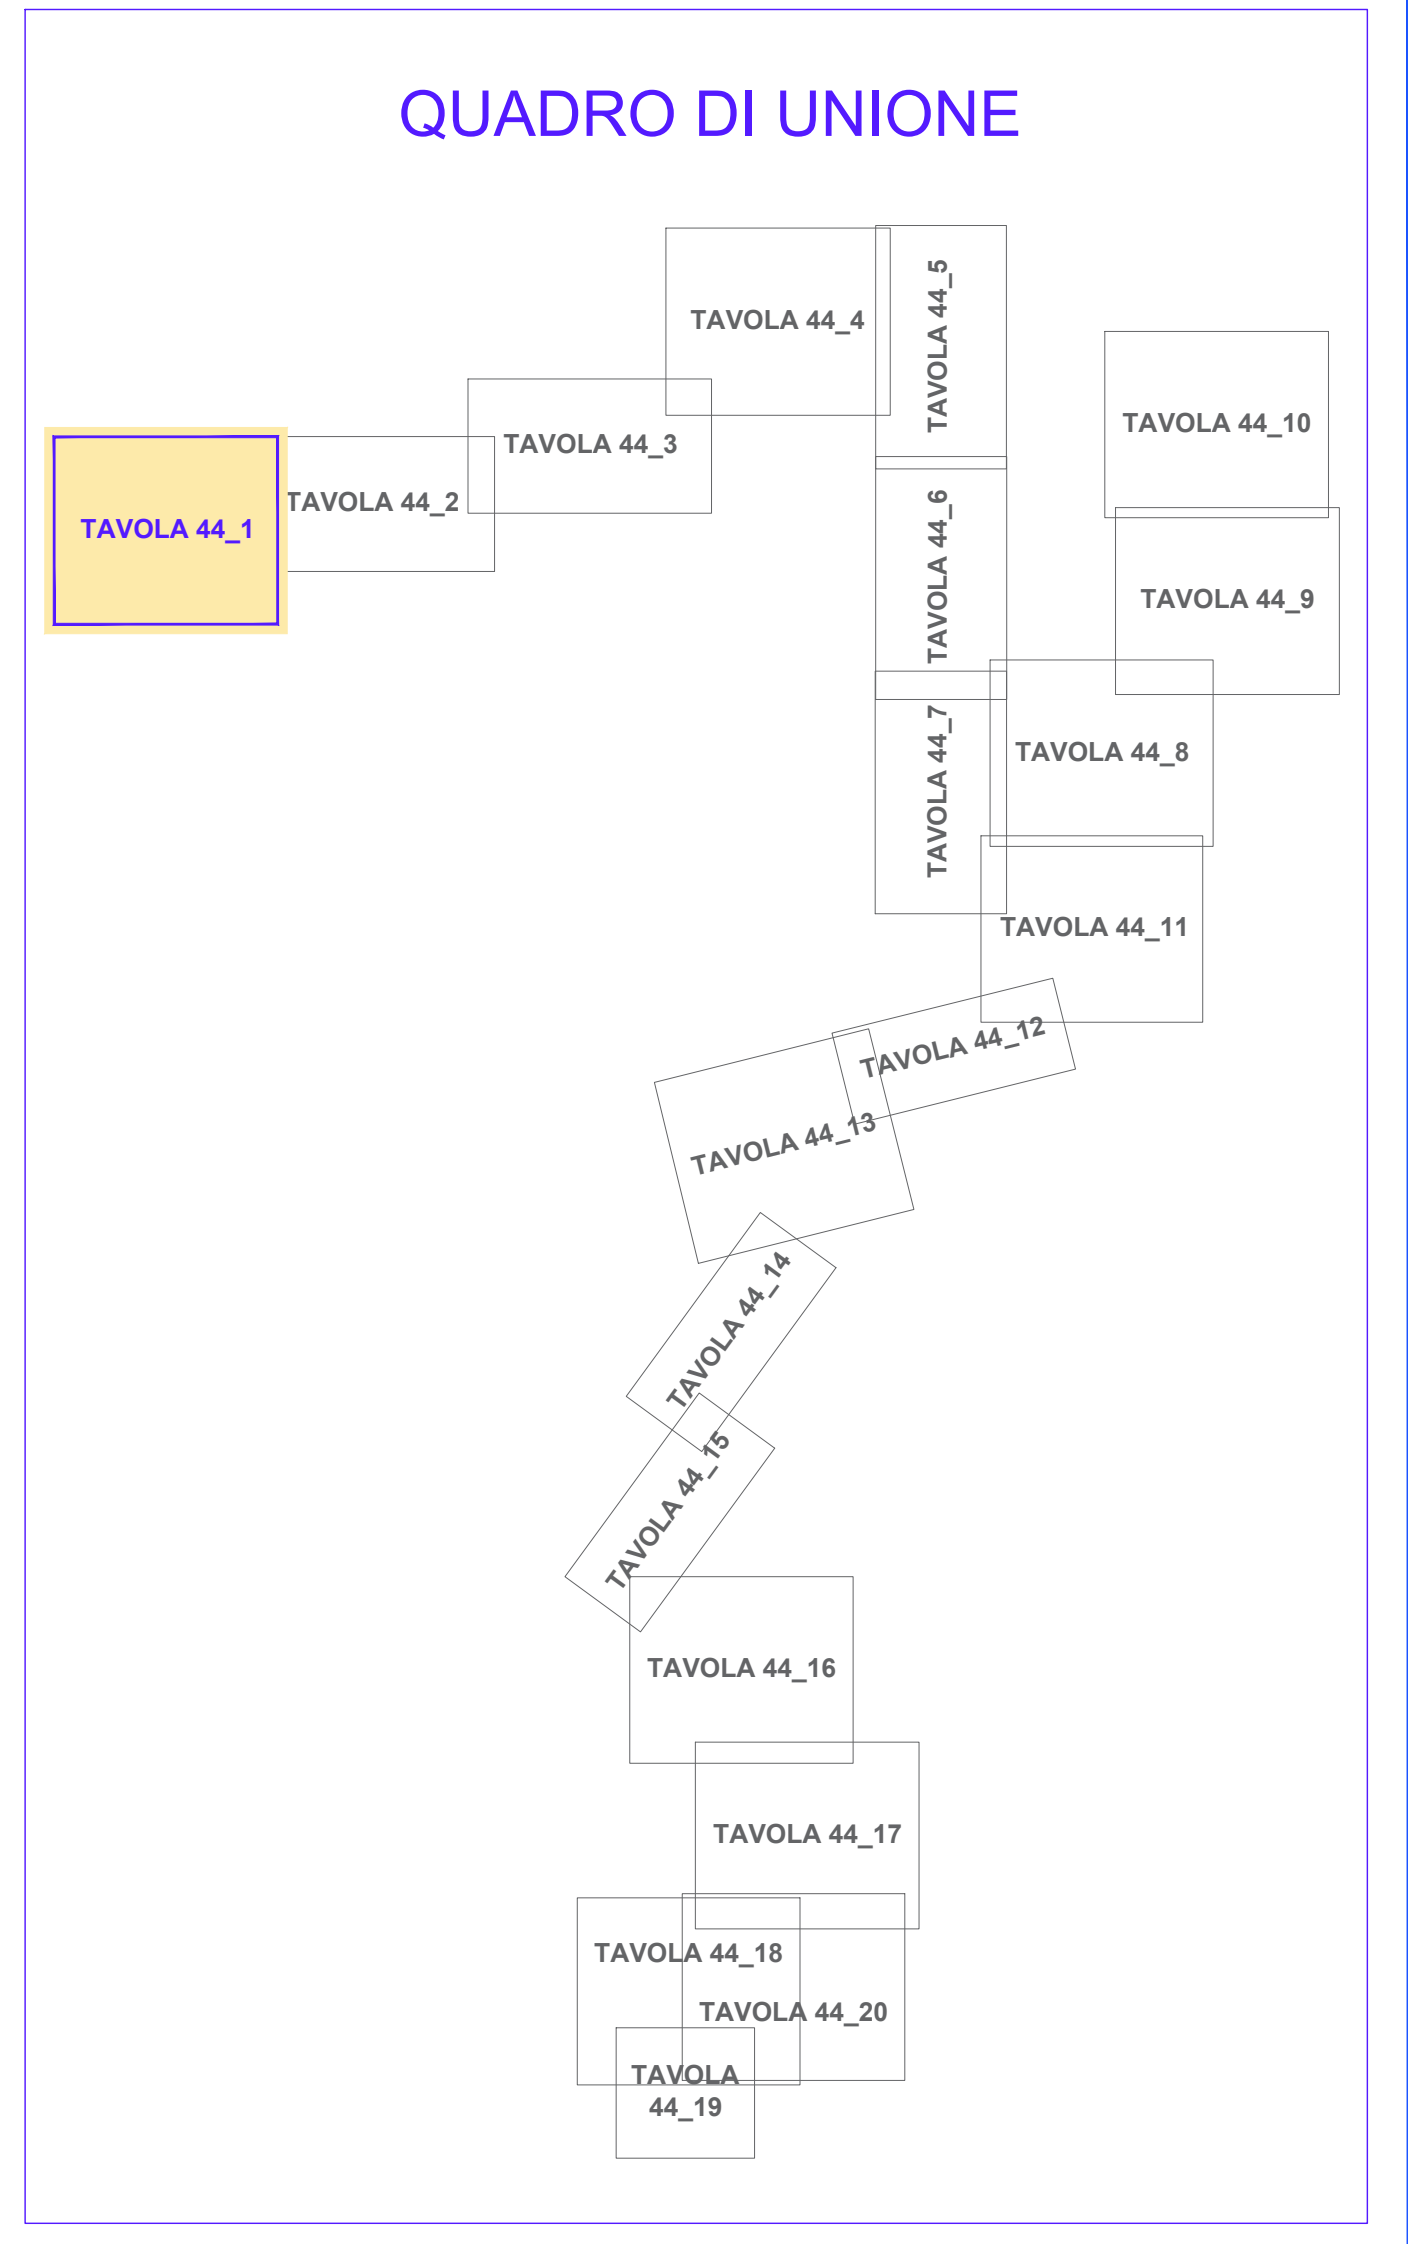 QUADRO DI UNIONE
TAVOLA 44_1
TAVOLA 44_2
TAVOLA 44_3
TAVOLA 44_4
TAVOLA 44_5
TAVOLA 44_6
TAVOLA 44_7
TAVOLA 44_8
TAVOLA 44_9
TAVOLA 44_10
TAVOLA 44_11
TAVOLA 44_12
TAVOLA 44_13
TAVOLA 44_14
TAVOLA 44_15
TAVOLA 44_16
TAVOLA 44_17
TAVOLA 44_18
TAVOLA 44_20
TAVOLA
44_19